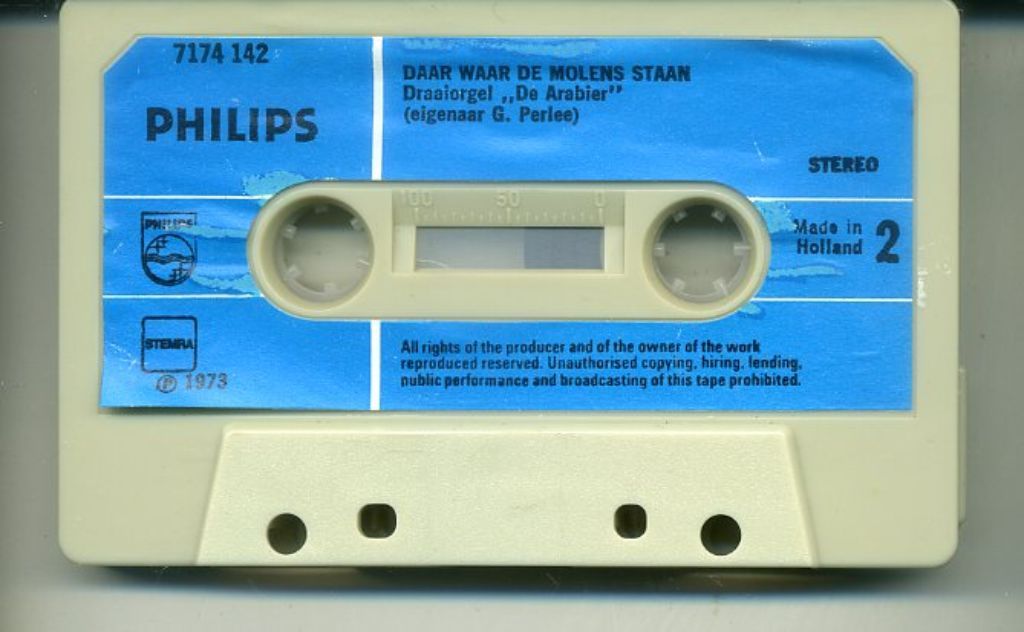 7174 142
PHILIPS
DAAR WAAR DE MOLENS STAAN
Draaiorgel „De Arabier”
(eigenaar G. Perlee)
STEREO
100 50 0
PHILIPS
Made in
Holland 2
STEMRA
℗ 1973
All rights of the producer and of the owner of the work
reproduced reserved. Unauthorised copying, hiring, lending,
public performance and broadcasting of this tape prohibited.